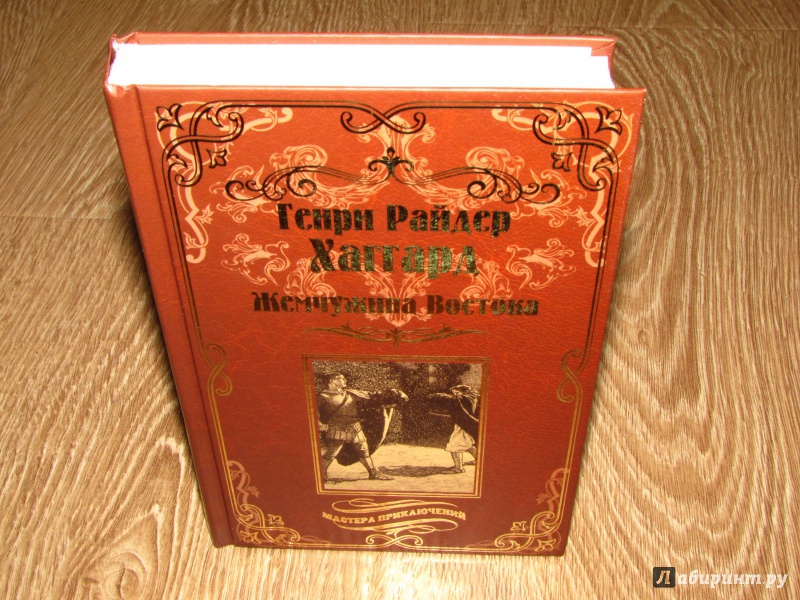 Генри Райдер
Хаггард
Жемчужина Востока
МАСТЕРА ПРИКЛЮЧЕНИЙ
Лабиринт.ру